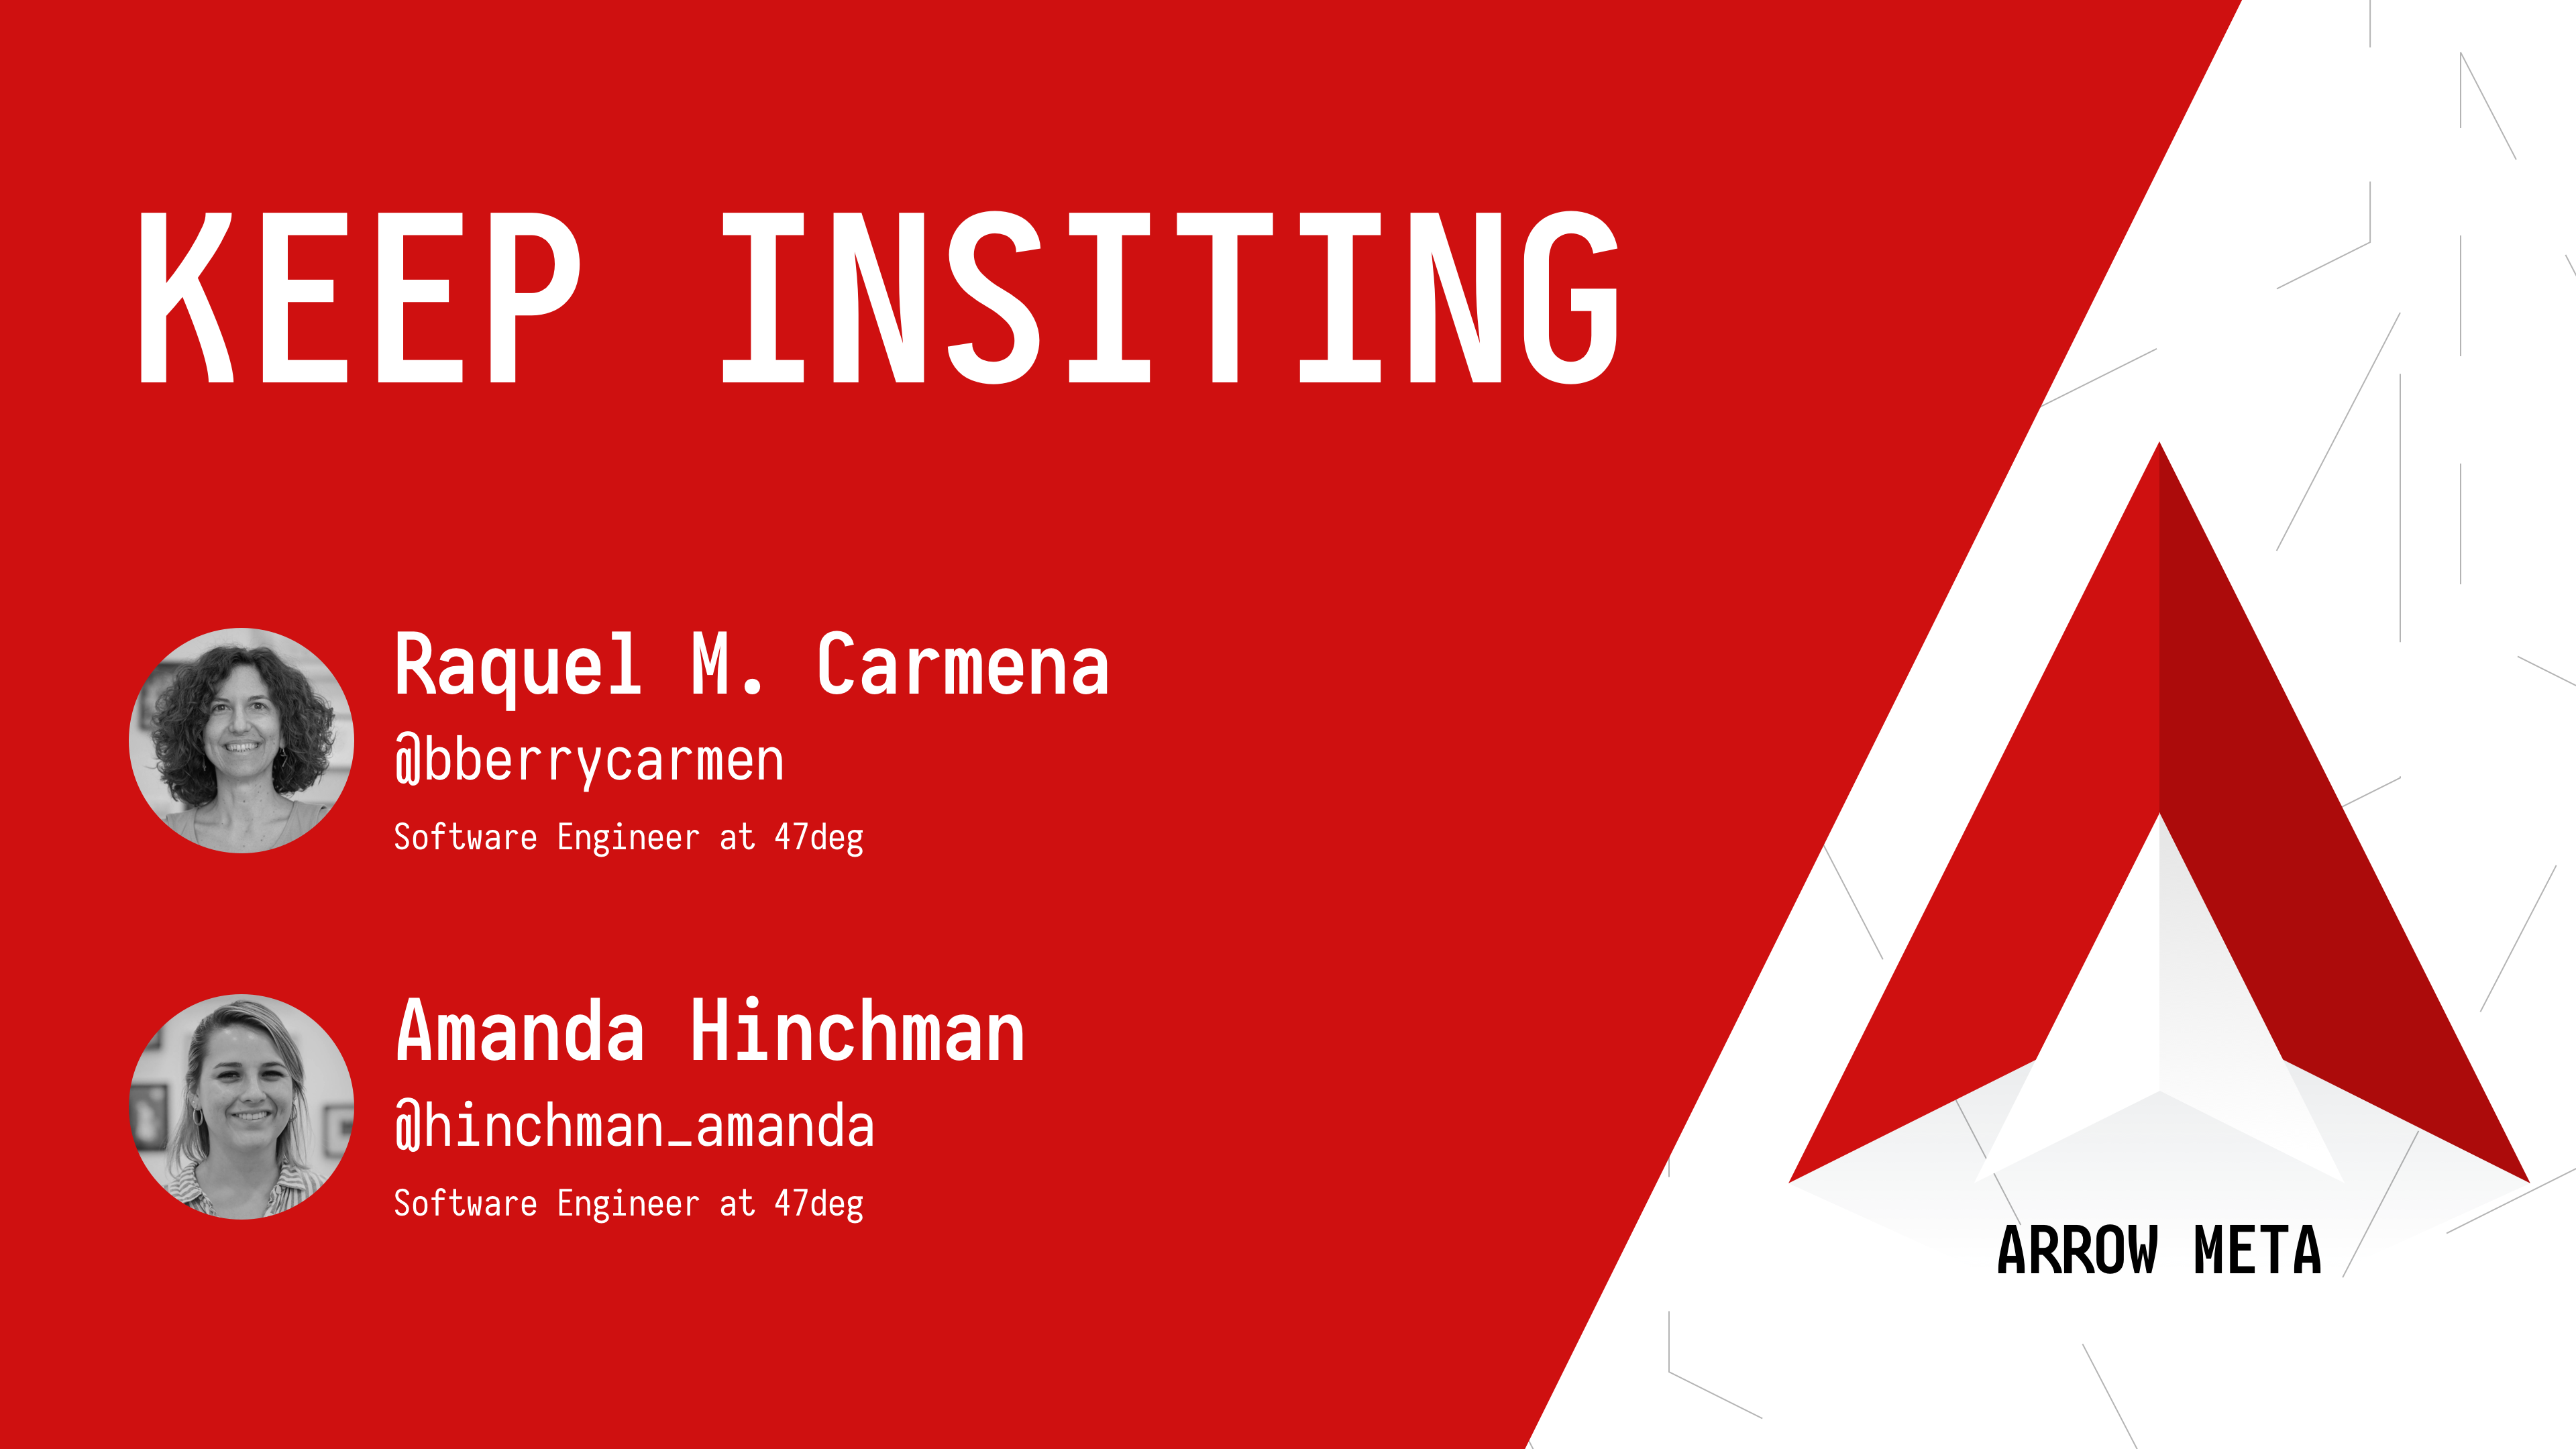 KEEP INSITING
Raquel M. Carmena
@bberrycarmen
Software Engineer at 47deg
Amanda Hinchman
@hinchman_amanda
Software Engineer at 47deg
ARROW META